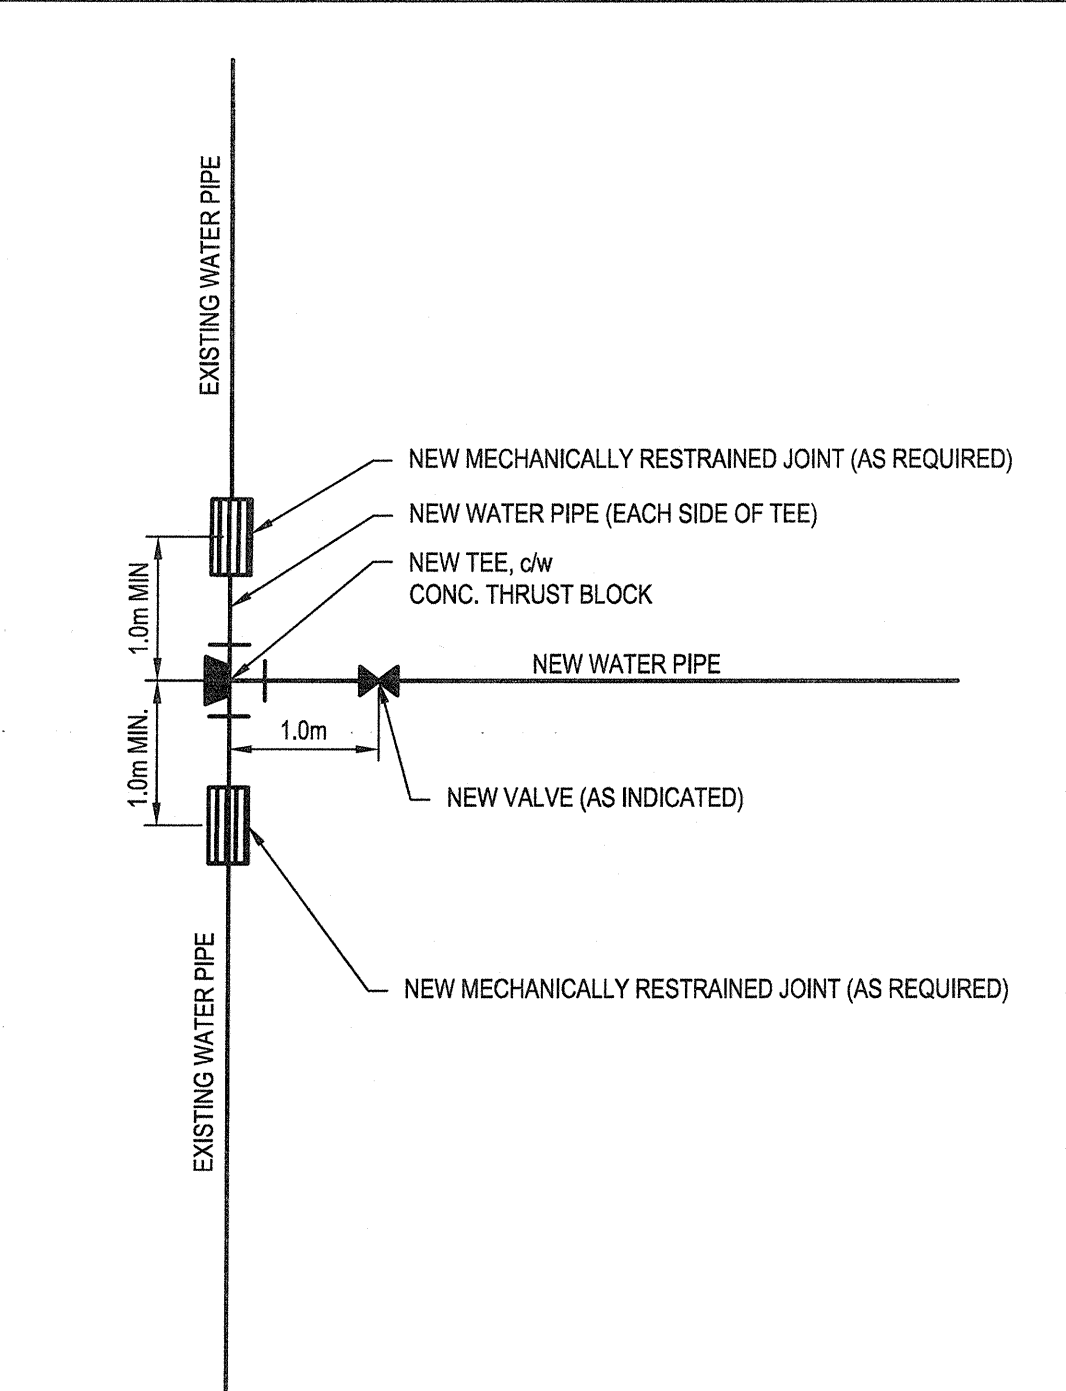 EXISTING WATER PIPE
NEW MECHANICALLY RESTRAINED JOINT (AS REQUIRED)
NEW WATER PIPE (EACH SIDE OF TEE)
NEW TEE, c/w
CONC. THRUST BLOCK
1.0m MIN
NEW WATER PIPE
1.0m MIN.
1.0m
NEW VALVE (AS INDICATED)
NEW MECHANICALLY RESTRAINED JOINT (AS REQUIRED)
EXISTING WATER PIPE